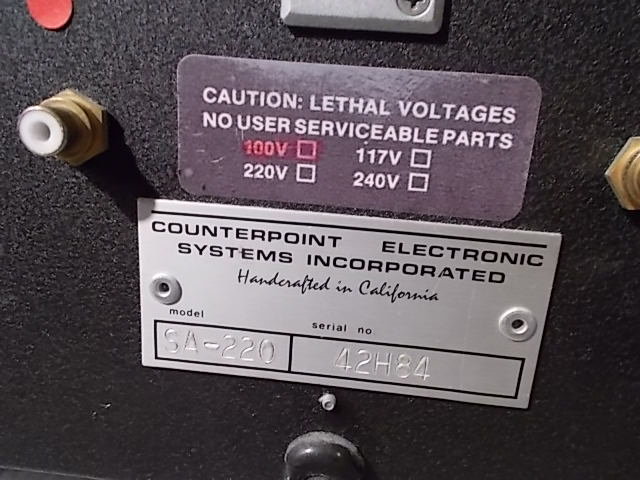 CAUTION: LETHAL VOLTAGES
NO USER SERVICEABLE PARTS
100V □ 117V □
220V □ 240V □
COUNTERPOINT ELECTRONIC
SYSTEMS INCORPORATED
Handcrafted in California
model serial no.
SA-220 42H84